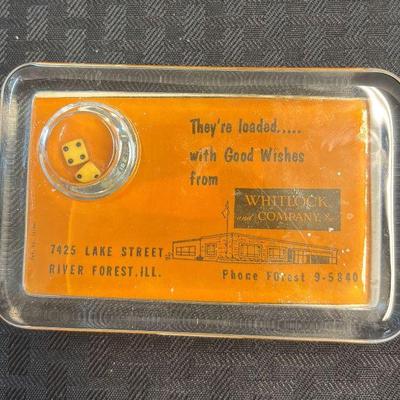 They're loaded.....
with Good Wishes
from
WHITLOCK
and COMPANY, Inc.
7425 LAKE STREET
RIVER FOREST, ILL.
Phone Forest 9-5840